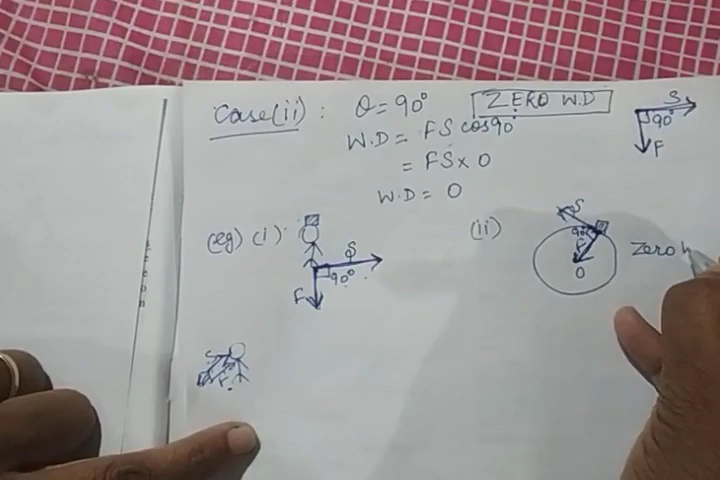 Case(ii) : θ = 90° ZERO W.D
W.D = FS cos90°
= FS x 0
W.D = 0
S
90°
F
(eg) (i)
S
90°
F
(ii)
S
90°
F
O
Zero
S
F